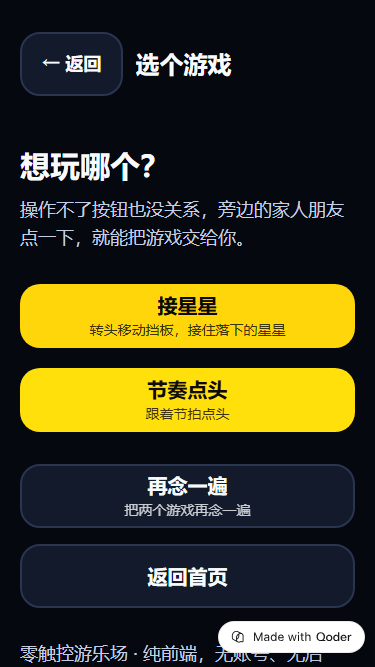 ← 返回
选个游戏
想玩哪个？
操作不了按钮也没关系，旁边的家人朋友
点一下，就能把游戏交给你。
接星星
转头移动挡板，接住落下的星星
节奏点头
跟着节拍点头
再念一遍
把两个游戏再念一遍
返回首页
Made with Qoder
零触控游乐场 · 纯前端，无账号、无后